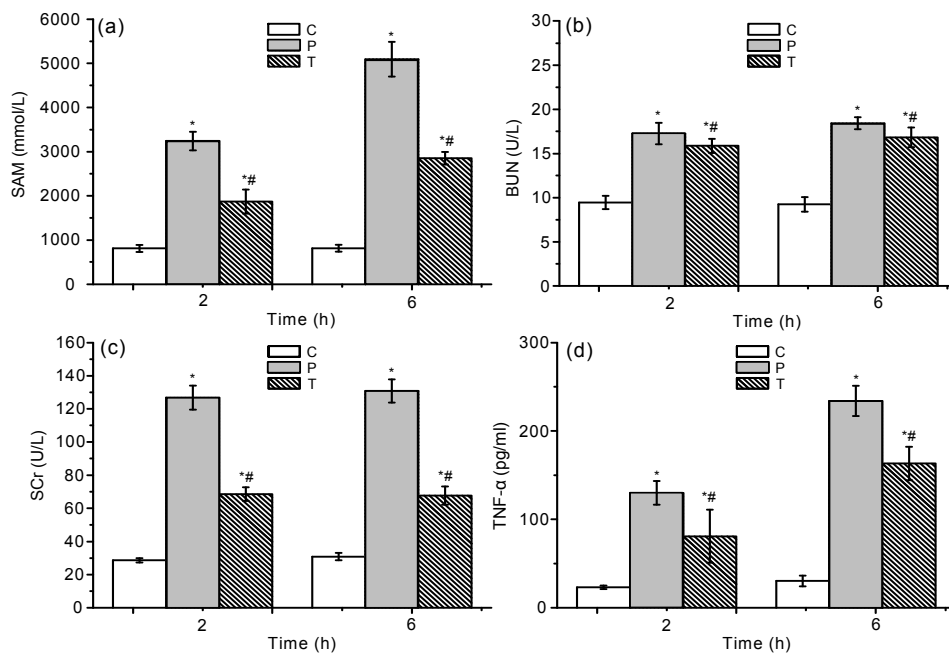 (a)
C
P
T
SAM (mmol/L)
6000
5000
4000
3000
2000
1000
0
*
*#
*
*#
2
6
Time (h)
(b)
C
P
T
BUN (U/L)
30
25
20
15
10
5
0
*
*#
*
*#
2
6
Time (h)
(c)
C
P
T
SCr (U/L)
160
140
120
100
80
60
40
20
0
*
*#
*
*#
2
6
Time (h)
(d)
C
P
T
TNF-α (pg/ml)
300
200
100
0
*
*#
*
*#
2
6
Time (h)